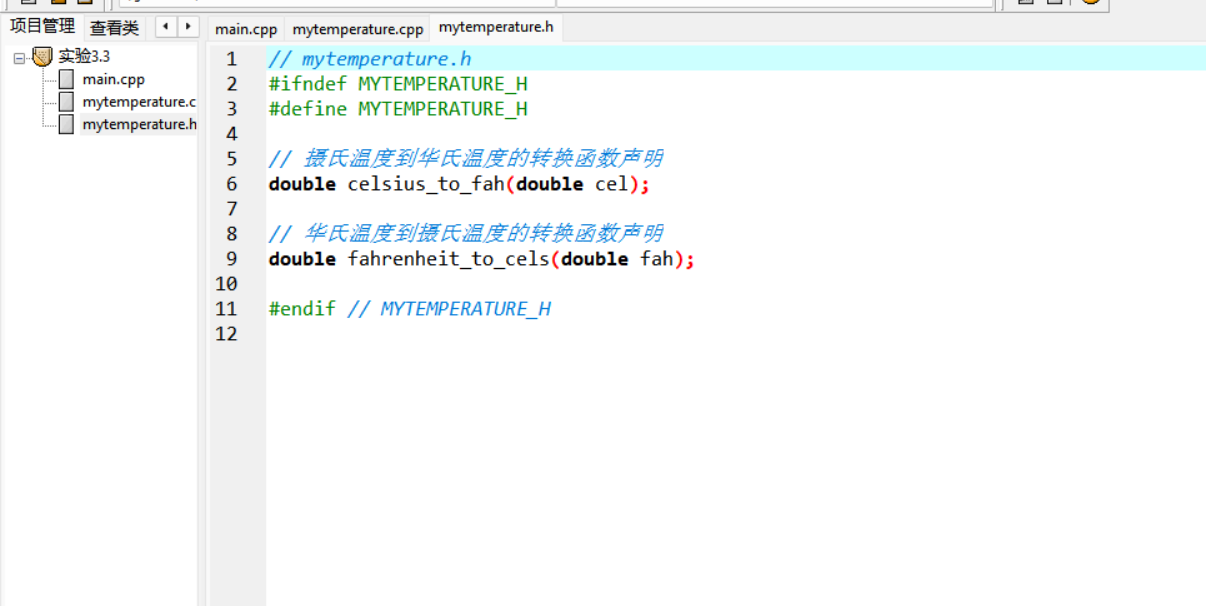 项目管理 查看类
main.cpp mytemperature.cpp mytemperature.h
实验3.3
main.cpp
mytemperature.c
mytemperature.h
1 // mytemperature.h
2 #ifndef MYTEMPERATURE_H
3 #define MYTEMPERATURE_H
4
5 // 摄氏温度到华氏温度的转换函数声明
6 double celsius_to_fah(double cel);
7
8 // 华氏温度到摄氏温度的转换函数声明
9 double fahrenheit_to_cels(double fah);
10
11 #endif // MYTEMPERATURE_H
12